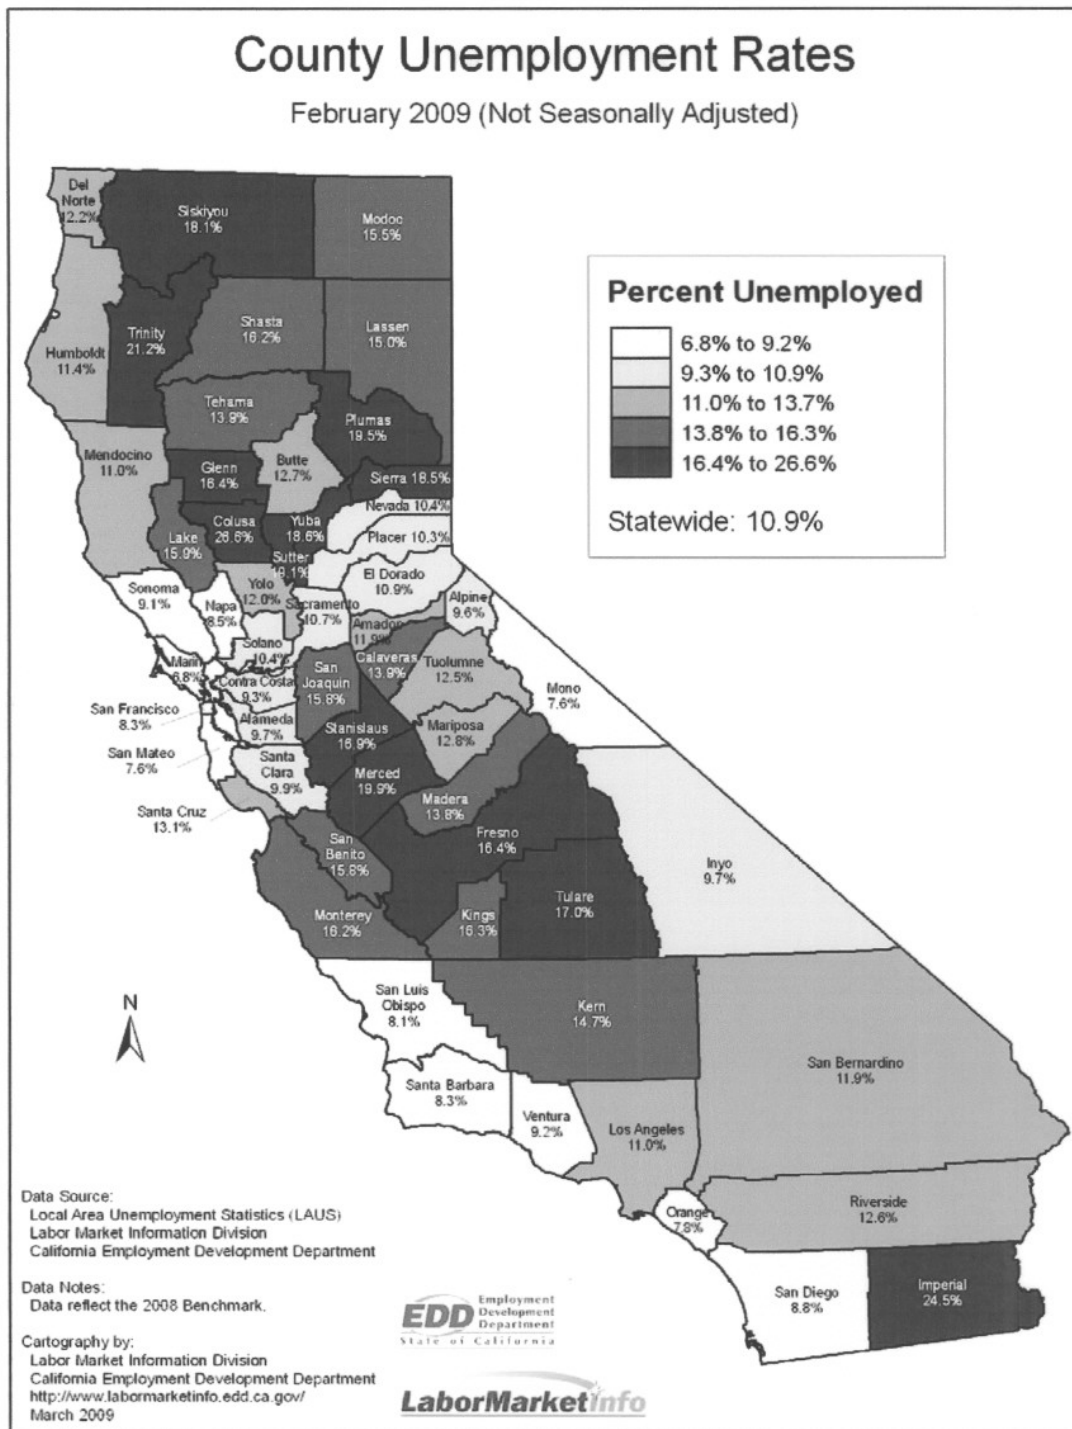 County Unemployment Rates
February 2009 (Not Seasonally Adjusted)
Del
Norte
12.2%
Siskiyou
18.1%
Modoc
15.5%
Humboldt
11.4%
Trinity
21.2%
Shasta
16.2%
Lassen
15.0%
Percent Unemployed
6.8% to 9.2%
9.3% to 10.9%
11.0% to 13.7%
13.8% to 16.3%
16.4% to 26.6%
Statewide: 10.9%
Tehama
13.9%
Plumas
19.5%
Mendocino
11.0%
Glenn
16.4%
Butte
12.7%
Sierra 18.5%
Nevada 10.4%
Placer 10.3%
Lake
15.9%
Colusa
26.6%
Yuba
18.6%
Sutter
19.1%
El Dorado
10.9%
Alpine
9.6%
Sonoma
9.1%
Napa
8.5%
Yolo
12.0%
Sacramento
10.7%
Amador
11.9%
Solano
10.4%
Marin
6.8%
Contra Costa
9.3%
San
Joaquin
15.8%
Calaveras
13.9%
Tuolumne
12.5%
Mono
7.6%
San Francisco
8.3%
Alameda
9.7%
Stanislaus
16.9%
Mariposa
12.8%
San Mateo
7.6%
Santa
Clara
9.9%
Merced
19.9%
Madera
13.8%
Santa Cruz
13.1%
San
Benito
15.8%
Fresno
16.4%
Inyo
9.7%
Monterey
16.2%
Kings
16.3%
Tulare
17.0%
N
San Luis
Obispo
8.1%
Kern
14.7%
San Bernardino
11.9%
Santa Barbara
8.3%
Ventura
9.2%
Los Angeles
11.0%
Orange
7.8%
Riverside
12.6%
San Diego
8.8%
Imperial
24.5%
Data Source:
Local Area Unemployment Statistics (LAUS)
Labor Market Information Division
California Employment Development Department
Data Notes:
Data reflect the 2008 Benchmark.
Cartography by:
Labor Market Information Division
California Employment Development Department
http://www.labormarketinfo.edd.ca.gov/
March 2009
EDD Employment
Development
Department
State of California
LaborMarketInfo